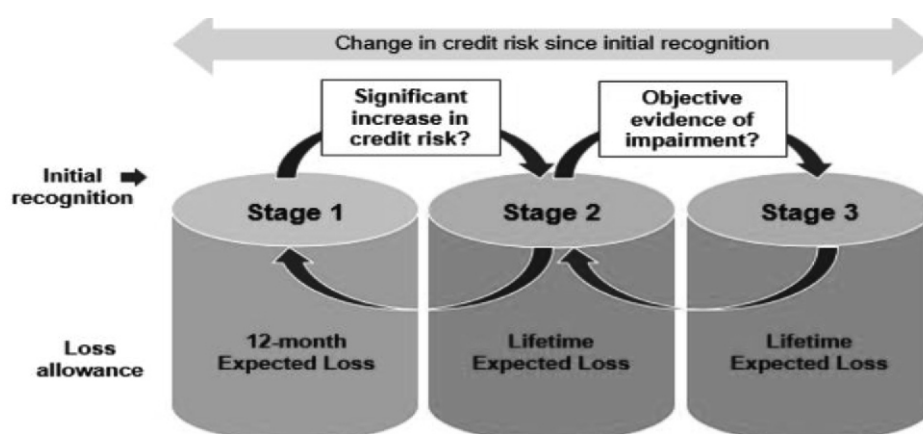 Change in credit risk since initial recognition
Significant
increase in
credit risk?
Objective
evidence of
impairment?
Initial
recognition
Stage 1
Stage 2
Stage 3
Loss
allowance
12-month
Expected Loss
Lifetime
Expected Loss
Lifetime
Expected Loss